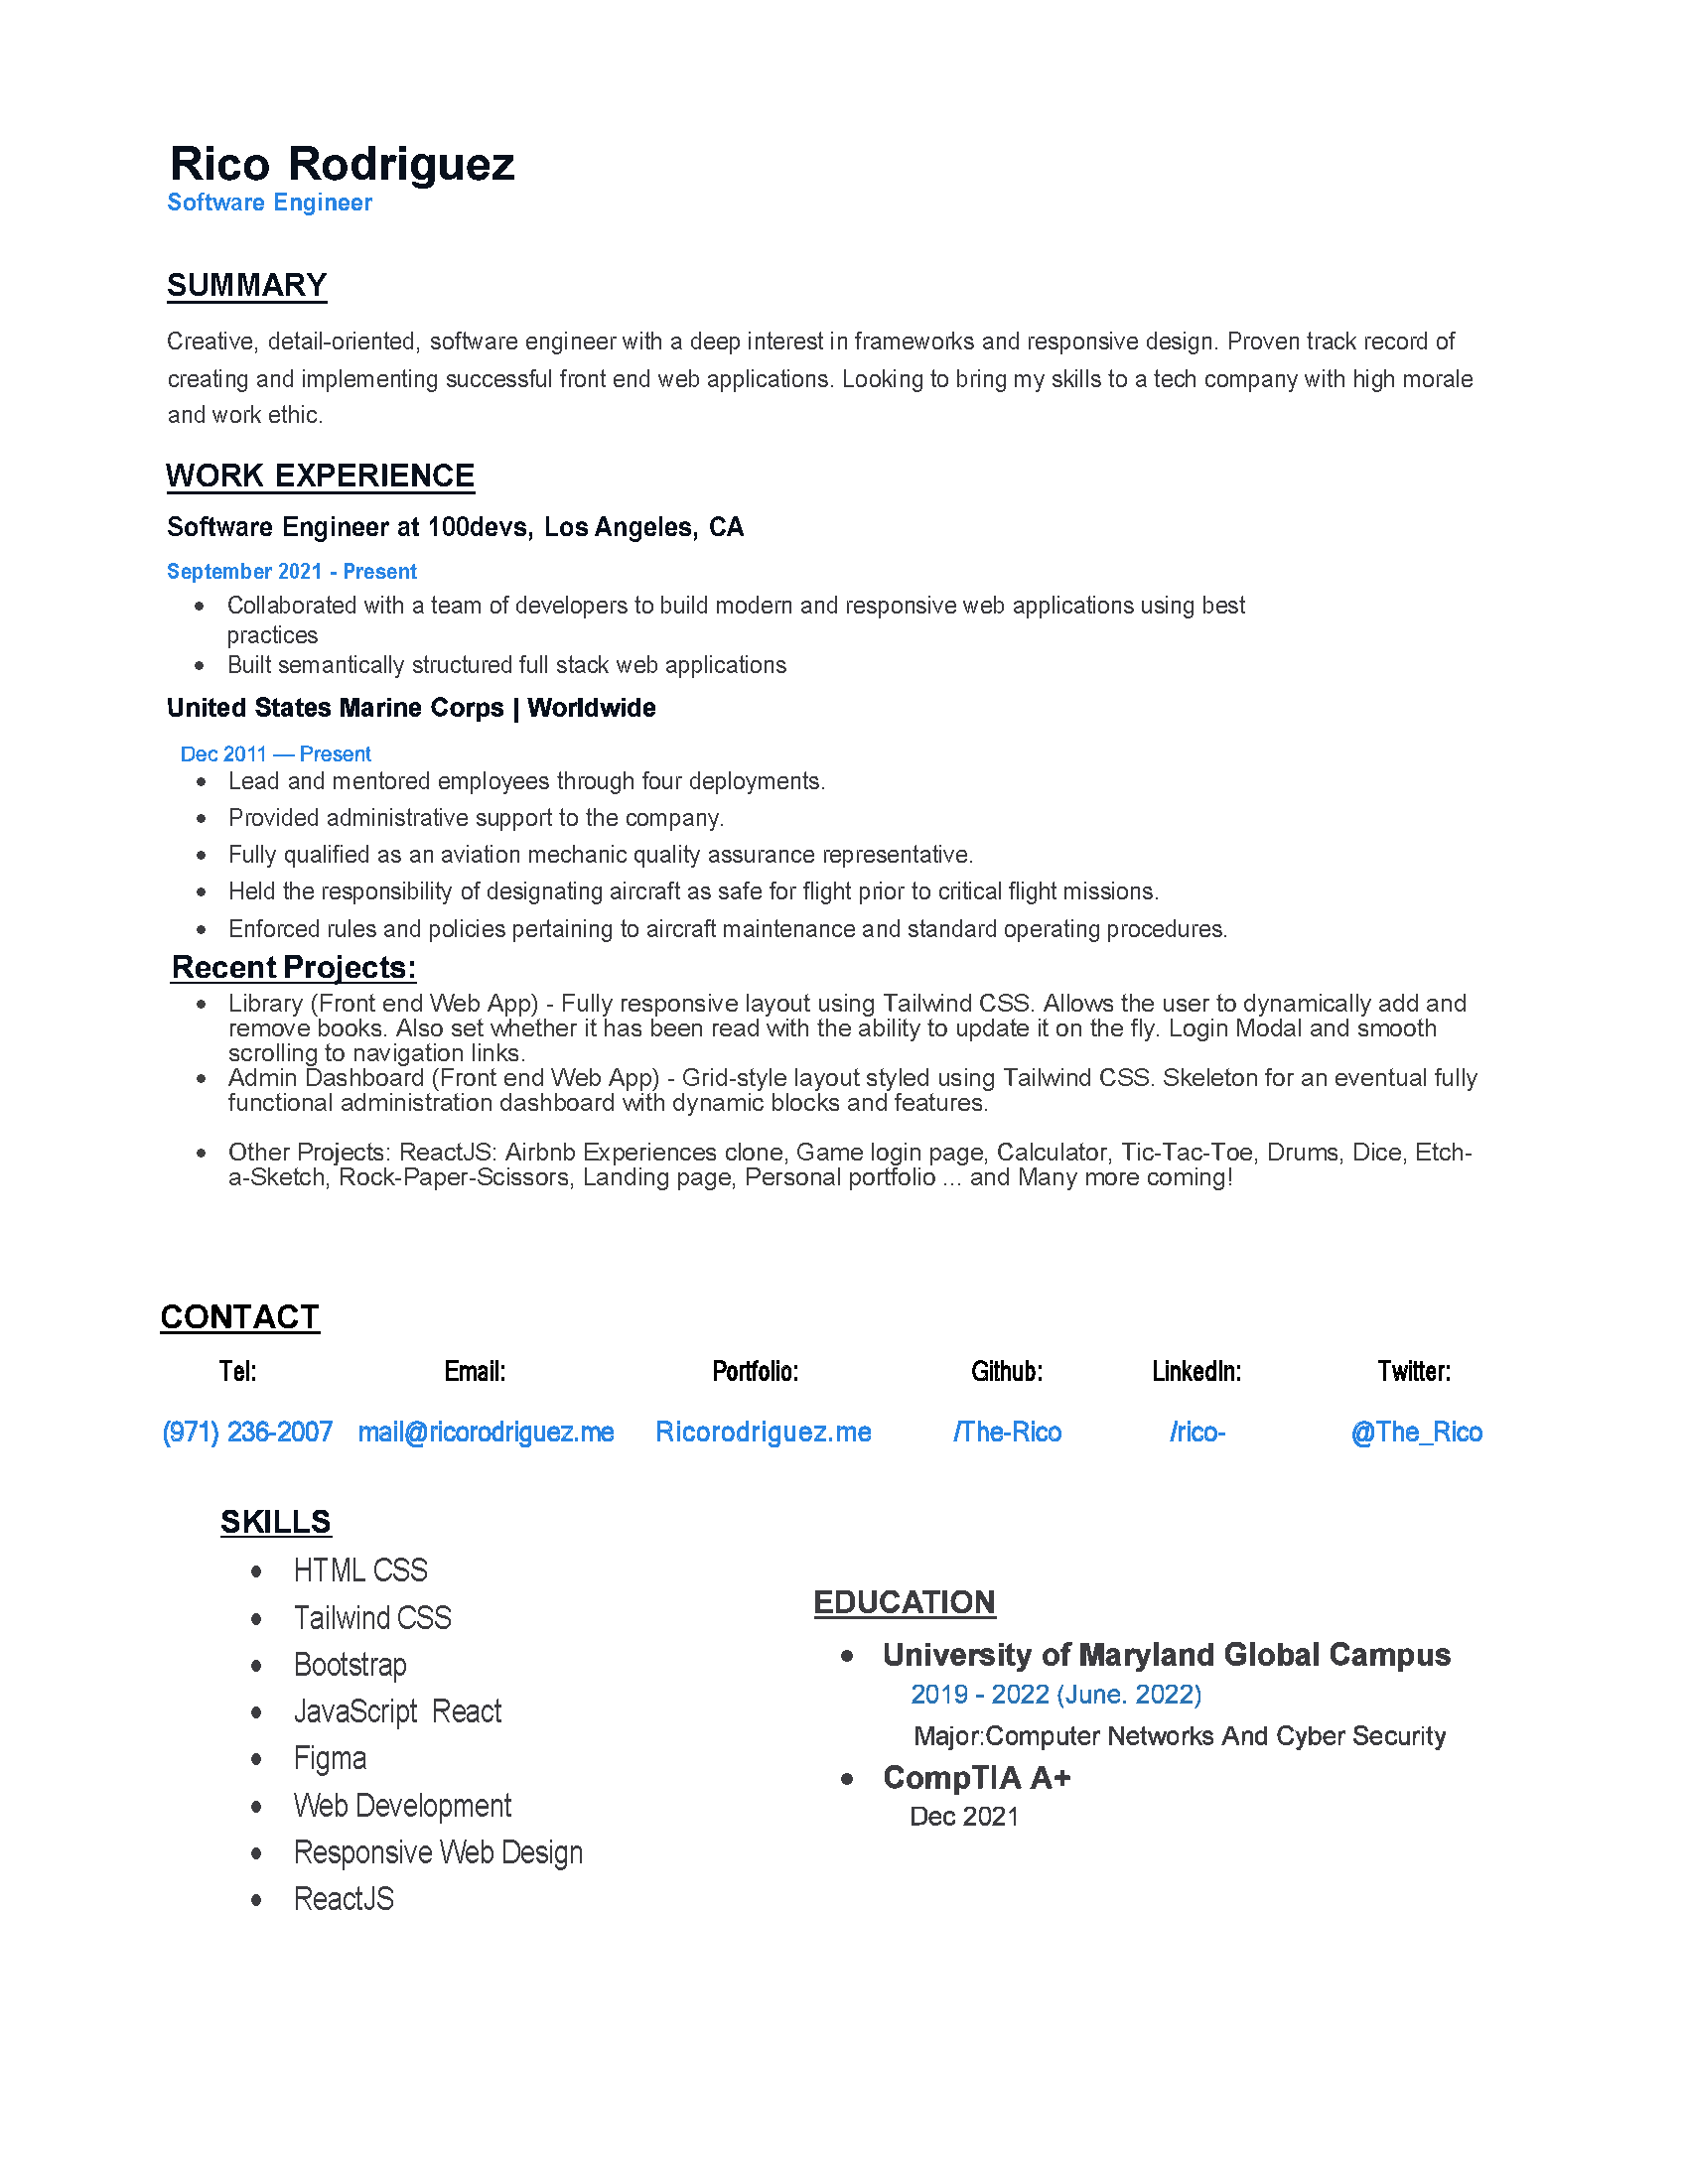 Rico Rodriguez
Software Engineer
SUMMARY
Creative, detail-oriented, software engineer with a deep interest in frameworks and responsive design. Proven track record of
creating and implementing successful front end web applications. Looking to bring my skills to a tech company with high morale
and work ethic.
WORK EXPERIENCE
Software Engineer at 100devs, Los Angeles, CA
September 2021 - Present
• Collaborated with a team of developers to build modern and responsive web applications using best
practices
• Built semantically structured full stack web applications
United States Marine Corps | Worldwide
Dec 2011 — Present
• Lead and mentored employees through four deployments.
• Provided administrative support to the company.
• Fully qualified as an aviation mechanic quality assurance representative.
• Held the responsibility of designating aircraft as safe for flight prior to critical flight missions.
• Enforced rules and policies pertaining to aircraft maintenance and standard operating procedures.
Recent Projects:
• Library (Front end Web App) - Fully responsive layout using Tailwind CSS. Allows the user to dynamically add and
remove books. Also set whether it has been read with the ability to update it on the fly. Login Modal and smooth
scrolling to navigation links.
• Admin Dashboard (Front end Web App) - Grid-style layout styled using Tailwind CSS. Skeleton for an eventual fully
functional administration dashboard with dynamic blocks and features.
• Other Projects: ReactJS: Airbnb Experiences clone, Game login page, Calculator, Tic-Tac-Toe, Drums, Dice, Etch-
a-Sketch, Rock-Paper-Scissors, Landing page, Personal portfolio ... and Many more coming!
CONTACT
Tel: Email: Portfolio: Github: LinkedIn: Twitter:
(971) 236-2007 mail@ricorodriguez.me Ricorodriguez.me /The-Rico /rico- @The_Rico
SKILLS
• HTML CSS
• Tailwind CSS
• Bootstrap
• JavaScript React
• Figma
• Web Development
• Responsive Web Design
• ReactJS
EDUCATION
• University of Maryland Global Campus
2019 - 2022 (June. 2022)
Major:Computer Networks And Cyber Security
• CompTIA A+
Dec 2021